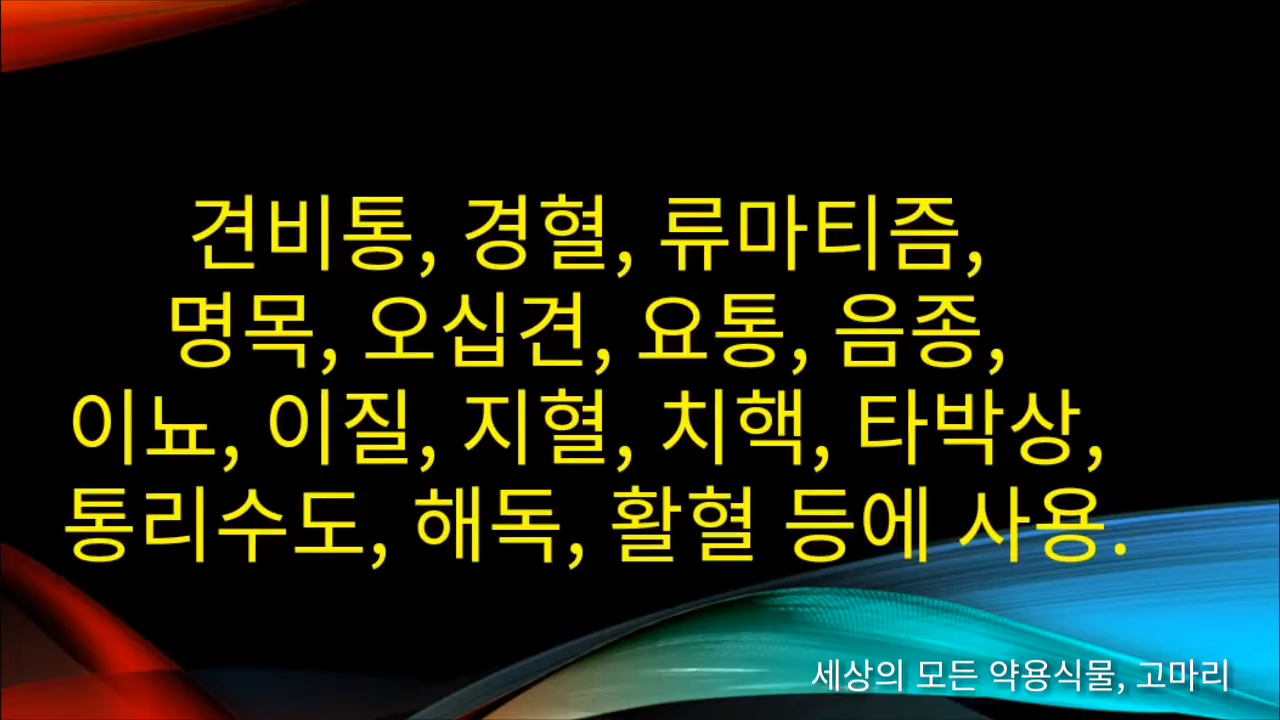 견비통, 경혈, 류마티즘,
명목, 오십견, 요통, 음종,
이뇨, 이질, 지혈, 치핵, 타박상,
통리수도, 해독, 활혈 등에 사용.
세상의 모든 약용식물, 고마리